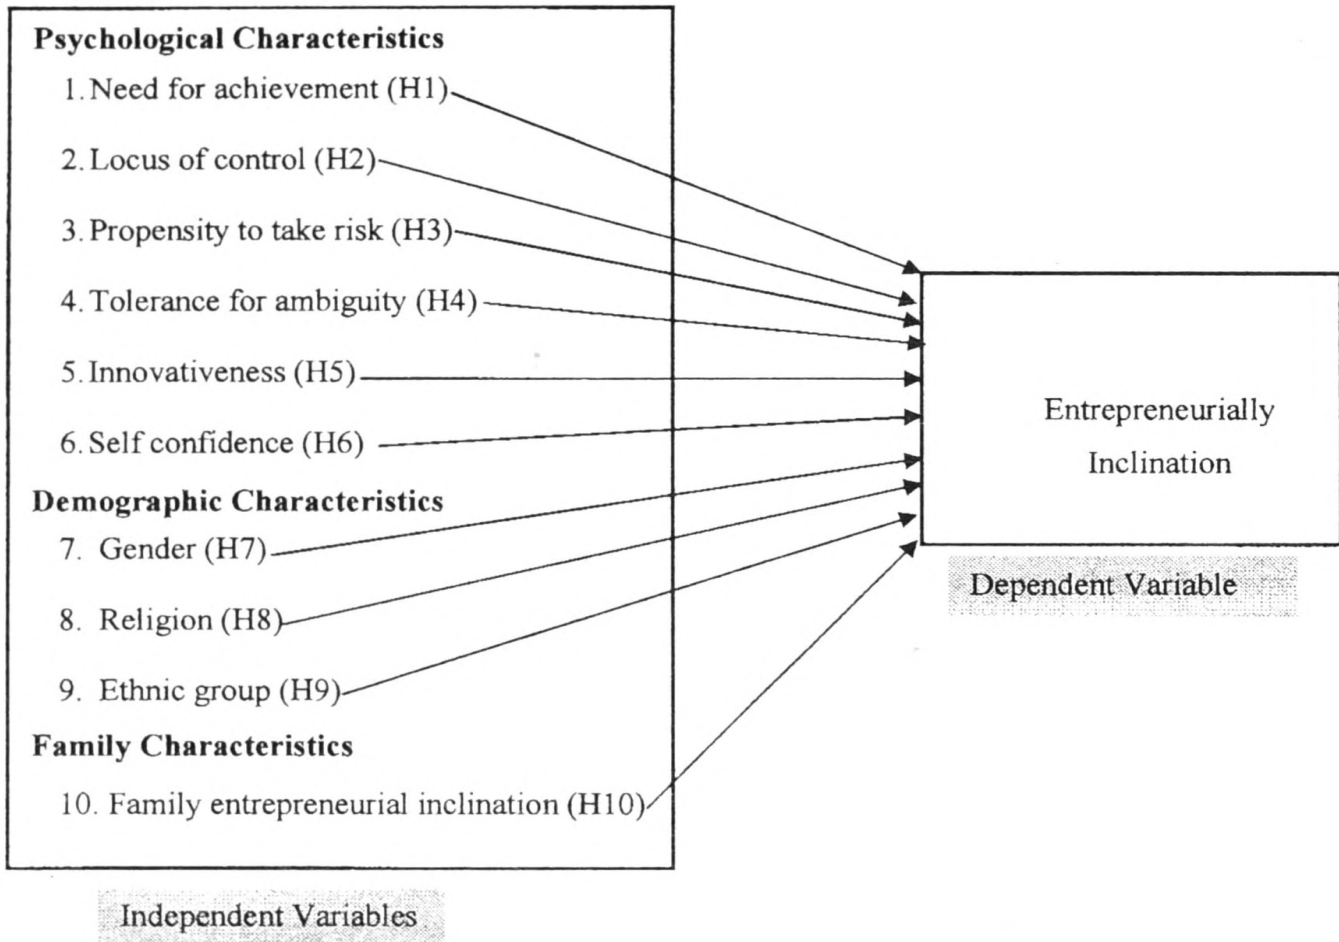 Psychological Characteristics
1. Need for achievement (H1)
2. Locus of control (H2)
3. Propensity to take risk (H3)
4. Tolerance for ambiguity (H4)
5. Innovativeness (H5)
6. Self confidence (H6)
Demographic Characteristics
7. Gender (H7)
8. Religion (H8)
9. Ethnic group (H9)
Family Characteristics
10. Family entrepreneurial inclination (H10)
Independent Variables
Entrepreneurially
Inclination
Dependent Variable